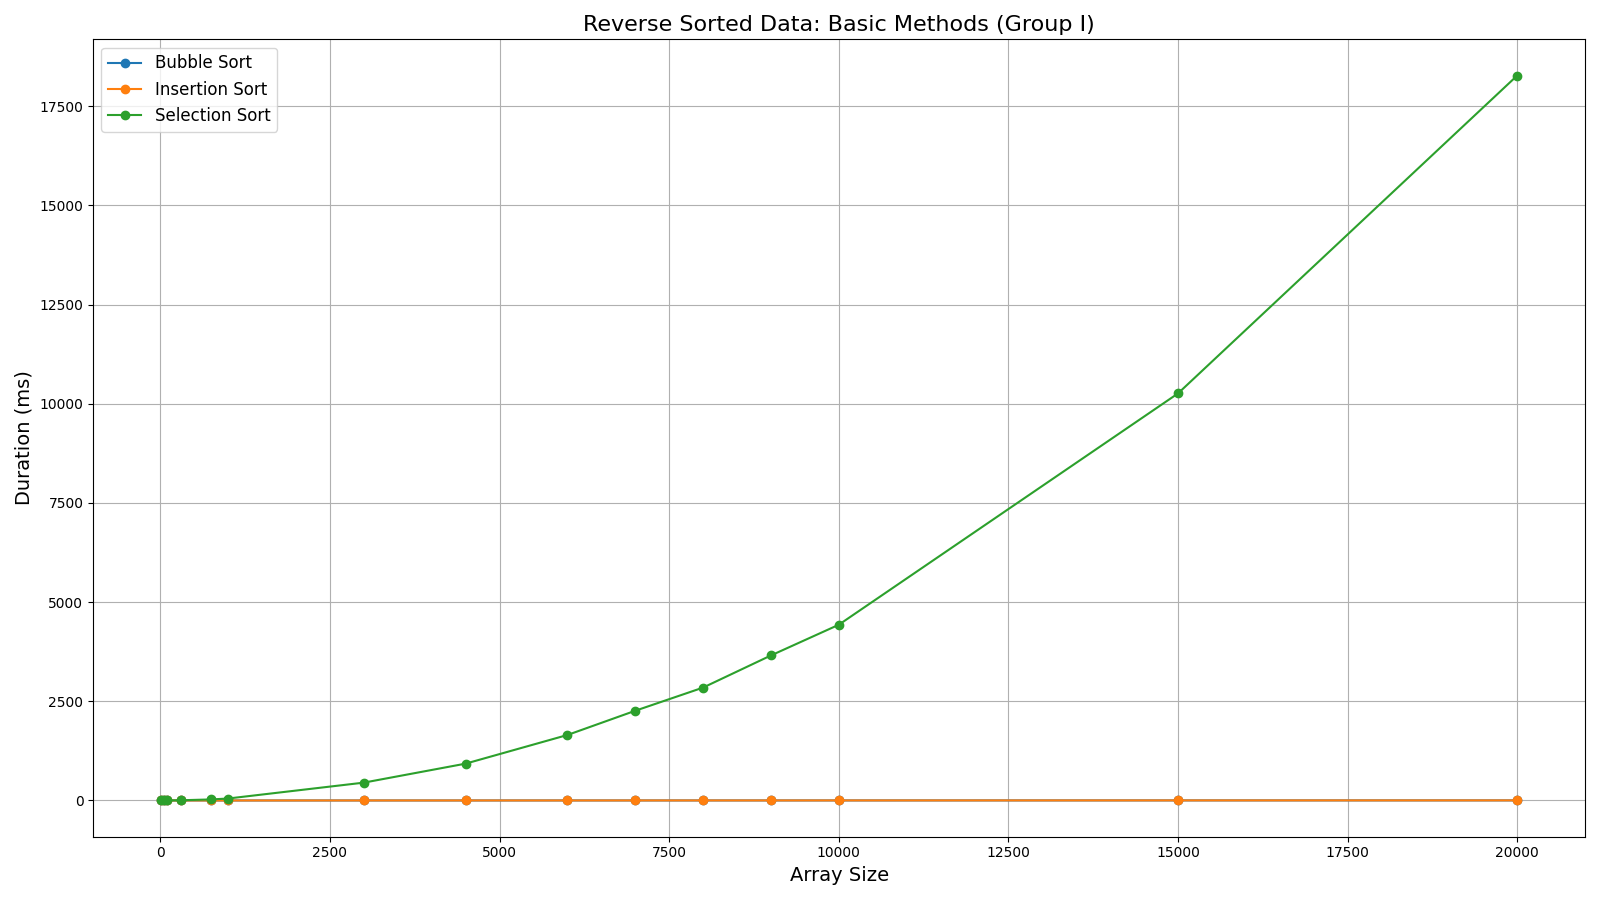 Reverse Sorted Data: Basic Methods (Group I)
Bubble Sort
Insertion Sort
Selection Sort
17500
15000
12500
10000
7500
5000
2500
0
Duration (ms)
0 2500 5000 7500 10000 12500 15000 17500 20000
Array Size